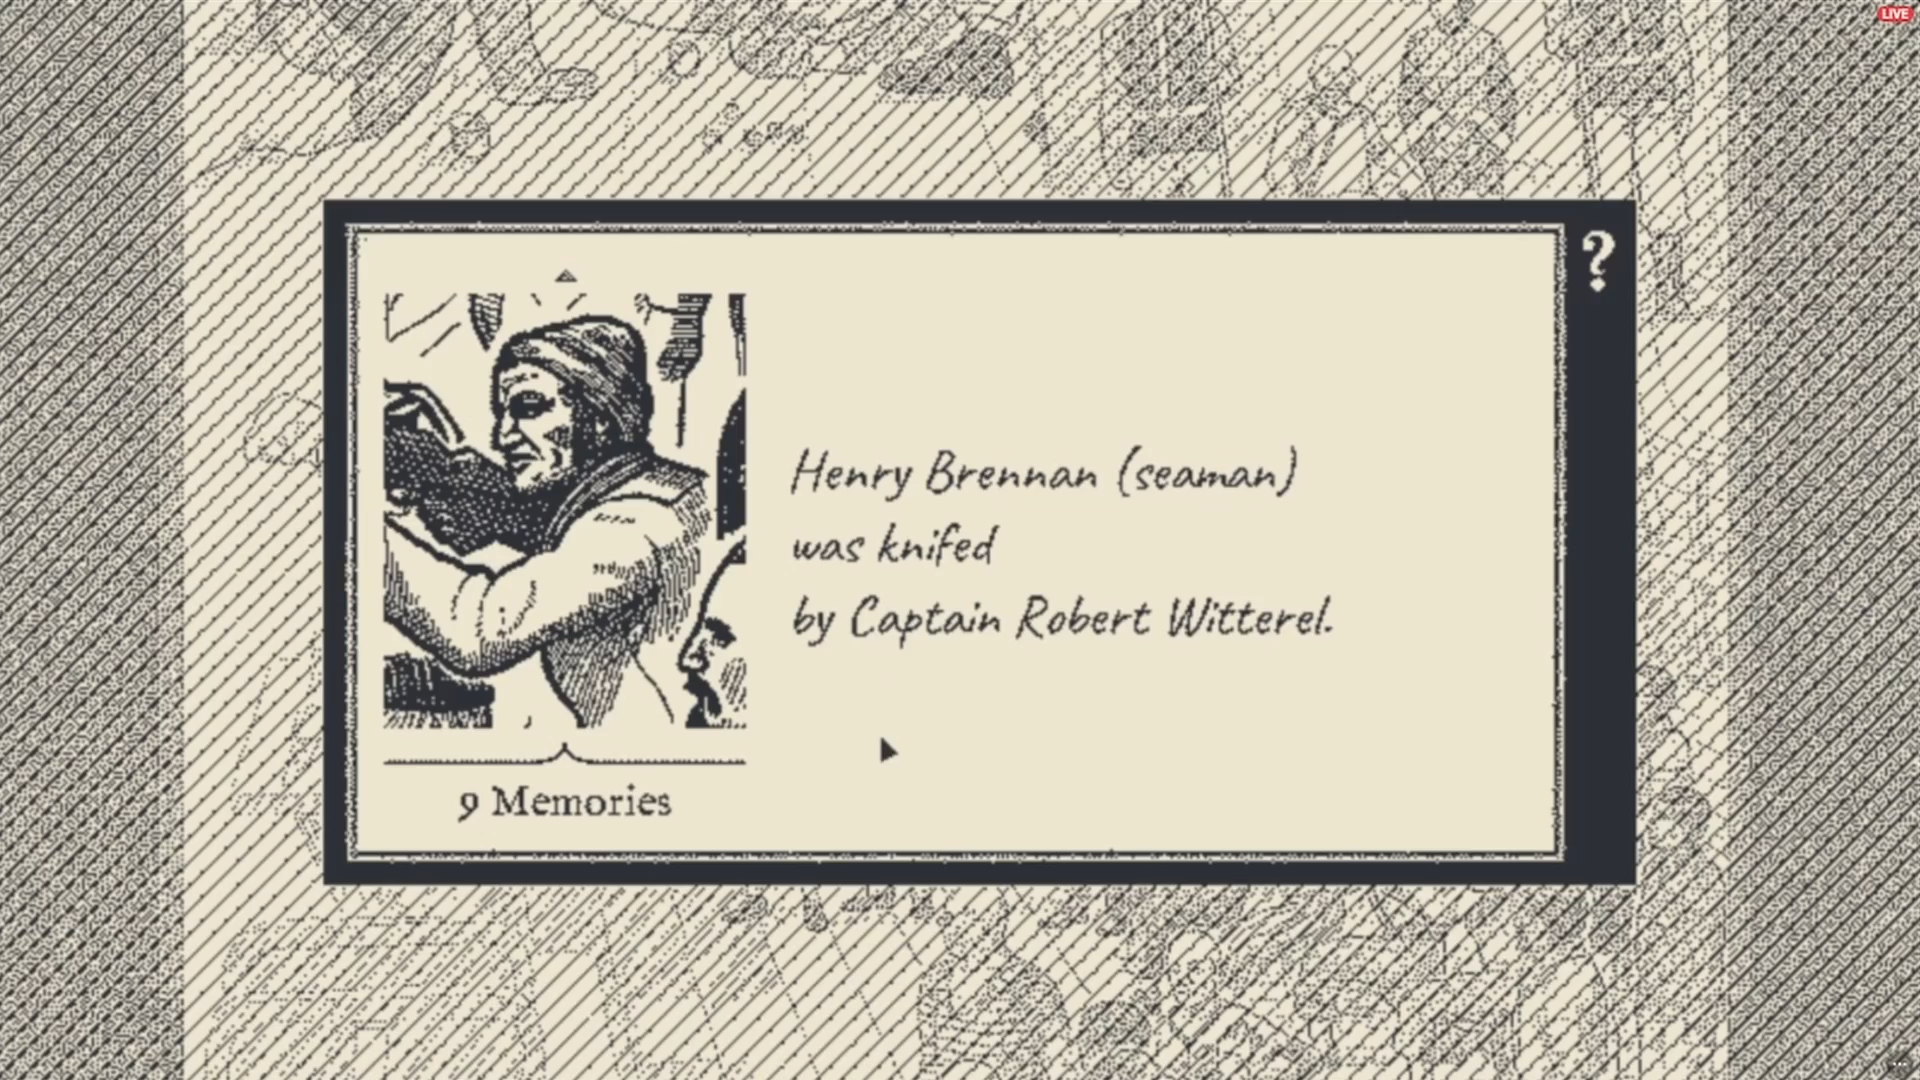 LIVE
?
Henry Brennan (seaman)
was knifed
by Captain Robert Witterel.
9 Memories